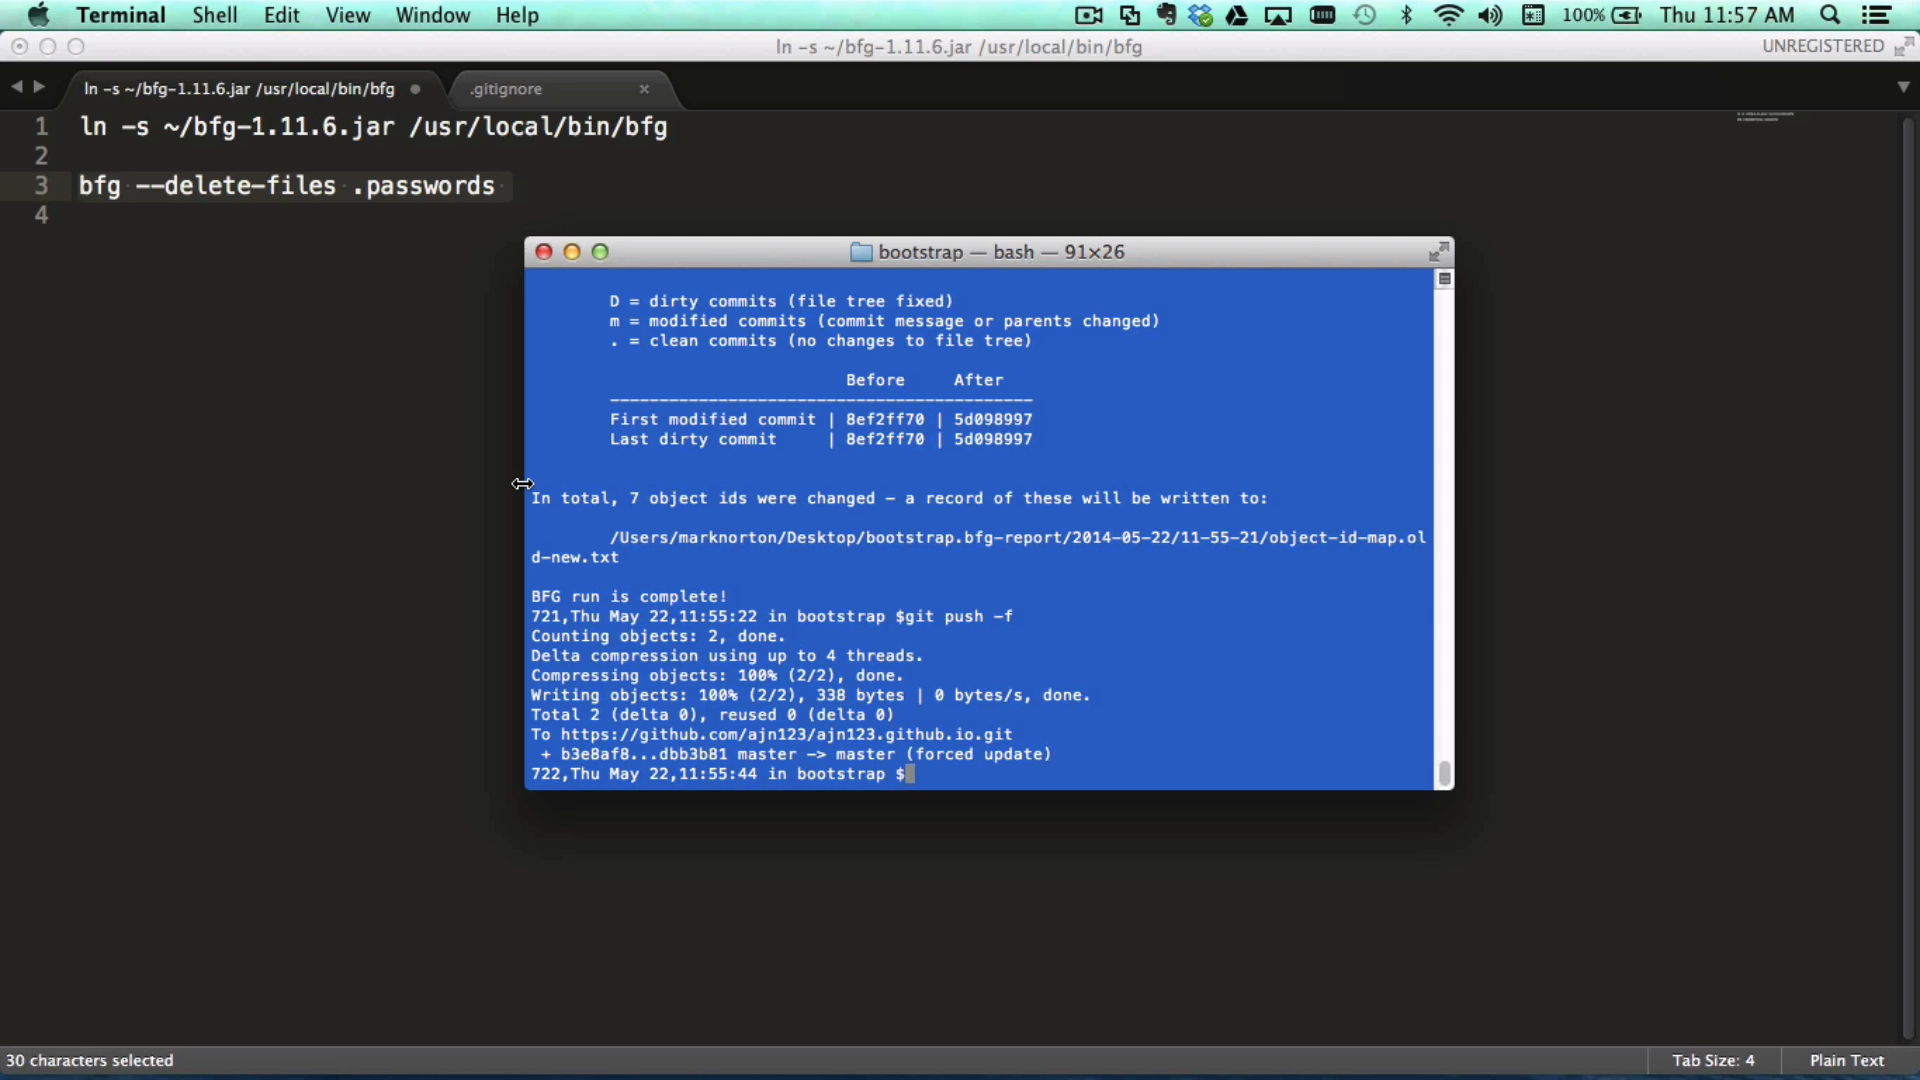 Terminal Shell Edit View Window Help 100% Thu 11:57 AM
ln -s ~/bfg-1.11.6.jar /usr/local/bin/bfg UNREGISTERED
ln -s ~/bfg-1.11.6.jar /usr/local/bin/bfg .gitignore
1 ln -s ~/bfg-1.11.6.jar /usr/local/bin/bfg
2
3 bfg --delete-files .passwords
4
bootstrap — bash — 91×26
D = dirty commits (file tree fixed)
m = modified commits (commit message or parents changed)
. = clean commits (no changes to file tree)
Before After
-------------------------------------------
First modified commit | 8ef2ff70 | 5d098997
Last dirty commit | 8ef2ff70 | 5d098997
In total, 7 object ids were changed - a record of these will be written to:
/Users/marknorton/Desktop/bootstrap.bfg-report/2014-05-22/11-55-21/object-id-map.ol
d-new.txt
BFG run is complete!
721,Thu May 22,11:55:22 in bootstrap $git push -f
Counting objects: 2, done.
Delta compression using up to 4 threads.
Compressing objects: 100% (2/2), done.
Writing objects: 100% (2/2), 338 bytes | 0 bytes/s, done.
Total 2 (delta 0), reused 0 (delta 0)
To https://github.com/ajn123/ajn123.github.io.git
+ b3e8af8...dbb3b81 master -> master (forced update)
722,Thu May 22,11:55:44 in bootstrap $
30 characters selected Tab Size: 4 Plain Text